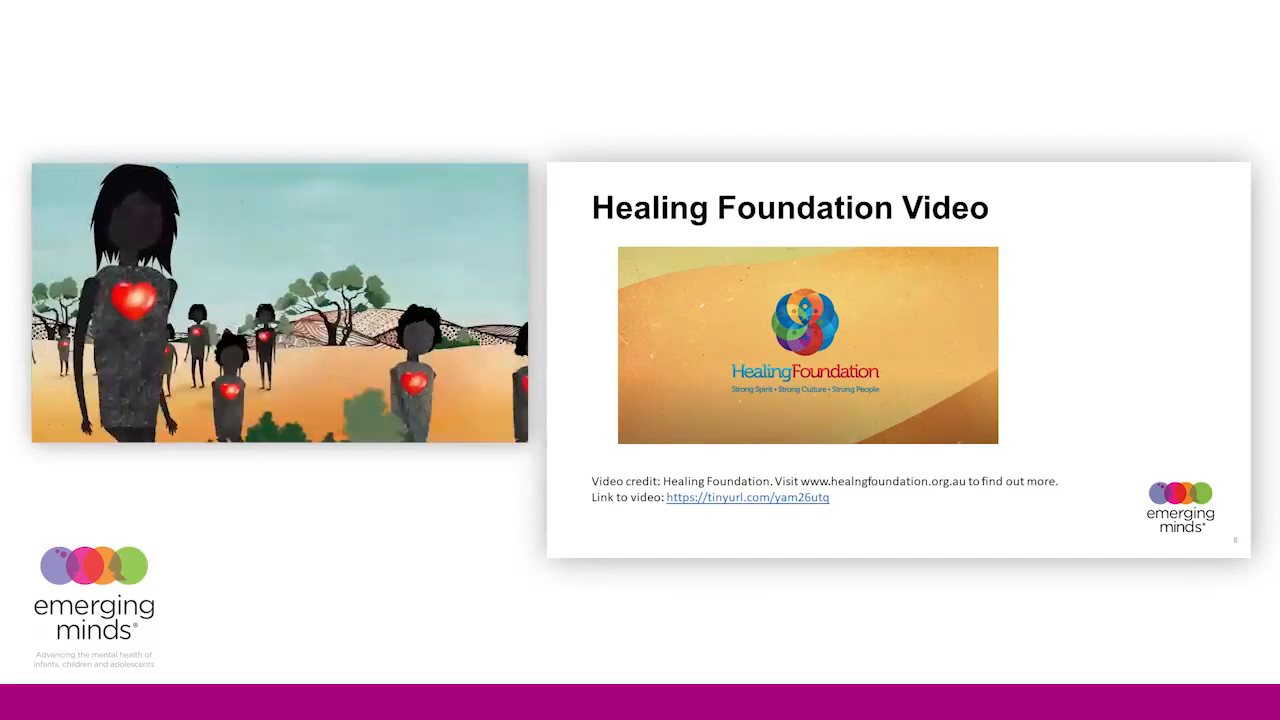 Healing Foundation Video
HealingFoundation
Strong Spirit • Strong Culture • Strong People
Video credit: Healing Foundation. Visit www.healngfoundation.org.au to find out more.
Link to video: https://tinyurl.com/yam26utq
emerging
minds®
8
emerging
minds®
Advancing the mental health of
infants, children and adolescents